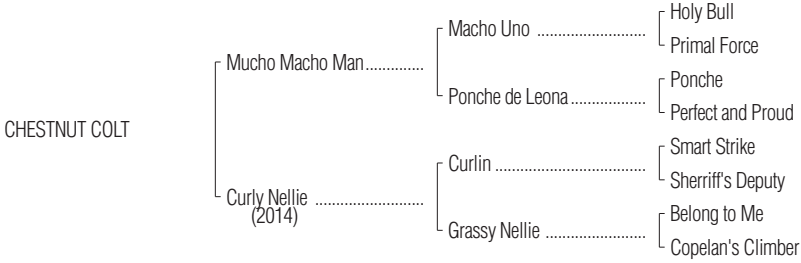 Holy Bull
Macho Uno ..........................
Primal Force
Mucho Macho Man..............
Ponche
Ponche de Leona..................
Perfect and Proud
CHESTNUT COLT
Smart Strike
Curlin ....................................
Sherriff's Deputy
Curly Nellie ..........................
(2014)
Belong to Me
Grassy Nellie ........................
Copelan's Climber